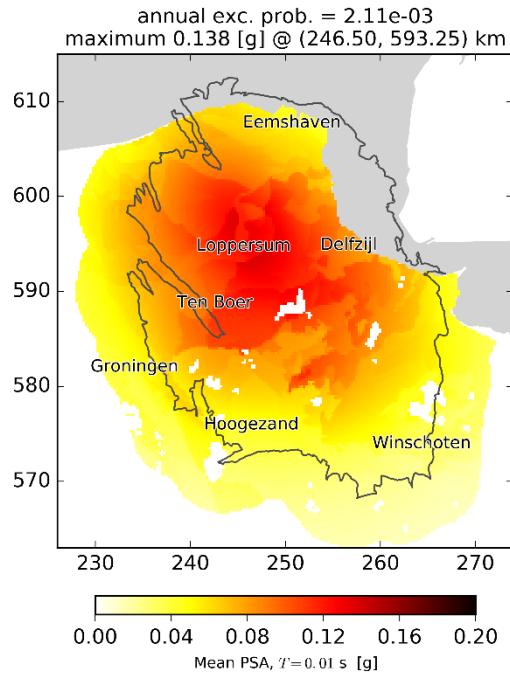 annual exc. prob. = 2.11e-03
maximum 0.138 [g] @ (246.50, 593.25) km
610
Eemshaven
600
Loppersum
Delfzijl
590
Ten Boer
Groningen
580
Hoogezand
Winschoten
570
230 240 250 260 270
0.00 0.04 0.08 0.12 0.16 0.20
Mean PSA, T=0.01 s [g]